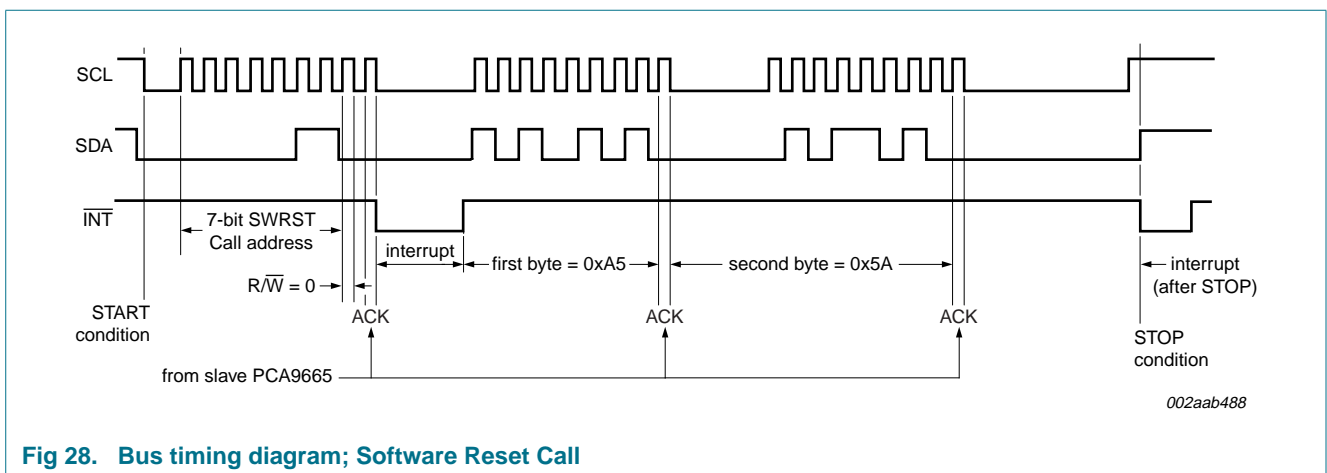 SCL
SDA
INT
7-bit SWRST
Call address
interrupt
first byte = 0xA5
second byte = 0x5A
interrupt
(after STOP)
R/W = 0
START
condition
ACK
ACK
ACK
STOP
condition
from slave PCA9665
002aab488
Fig 28. Bus timing diagram; Software Reset Call